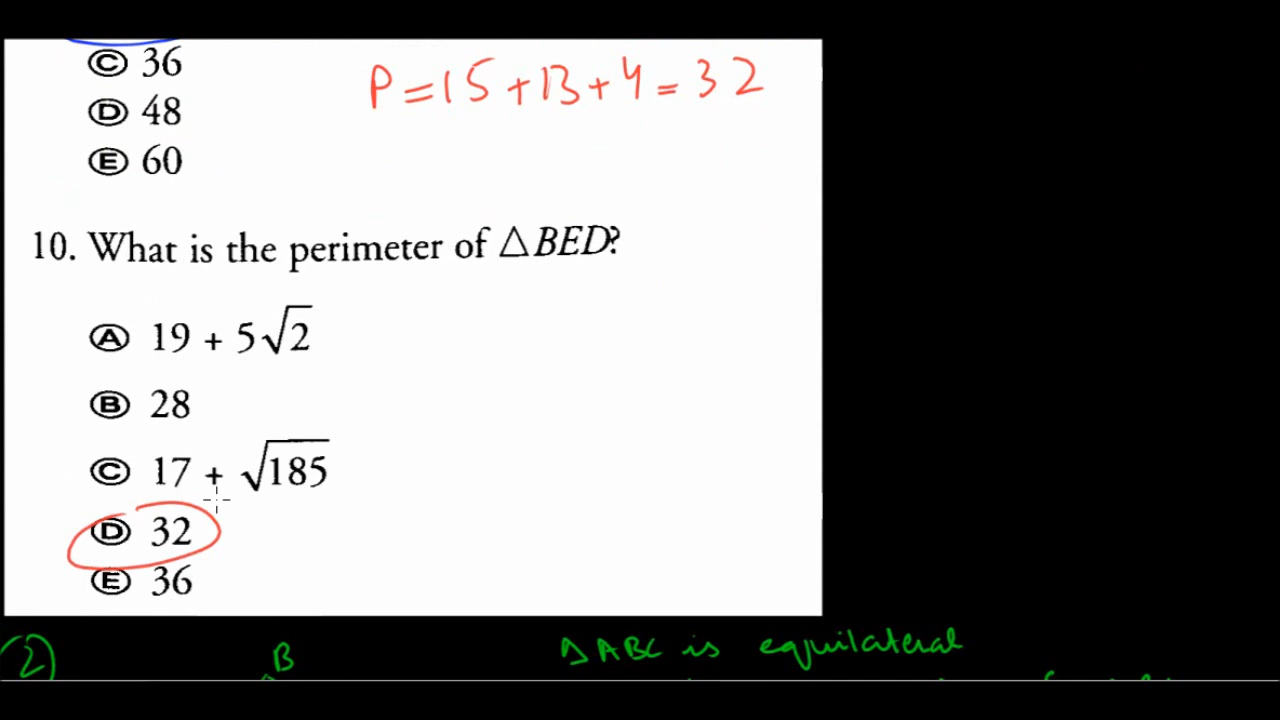 Ⓒ 36
P = 15 + 13 + 4 = 32
Ⓓ 48
Ⓔ 60
10. What is the perimeter of △BED?
Ⓐ 19 + 5√2
Ⓑ 28
Ⓒ 17 + √185
Ⓓ 32
Ⓔ 36
2
B
△ABC is equilateral